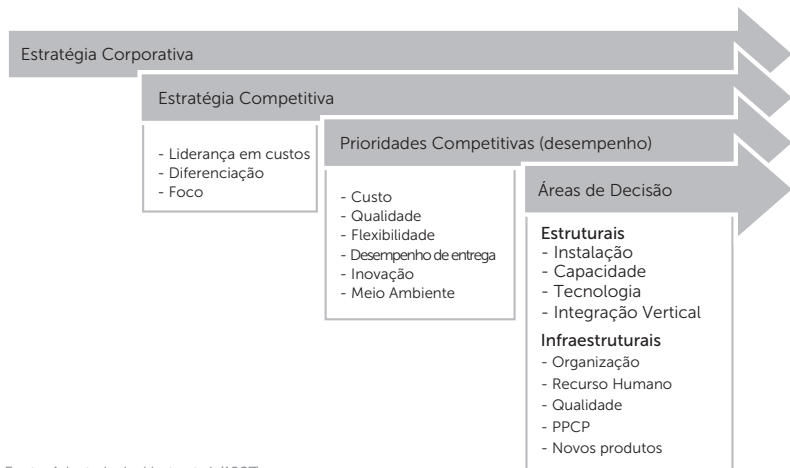 Estratégia Corporativa
Estratégia Competitiva
- Liderança em custos
- Diferenciação
- Foco
Prioridades Competitivas (desempenho)
- Custo
- Qualidade
- Flexibilidade
- Desempenho de entrega
- Inovação
- Meio Ambiente
Áreas de Decisão
Estruturais
- Instalação
- Capacidade
- Tecnologia
- Integração Vertical
Infraestruturais
- Organização
- Recurso Humano
- Qualidade
- PPCP
- Novos produtos